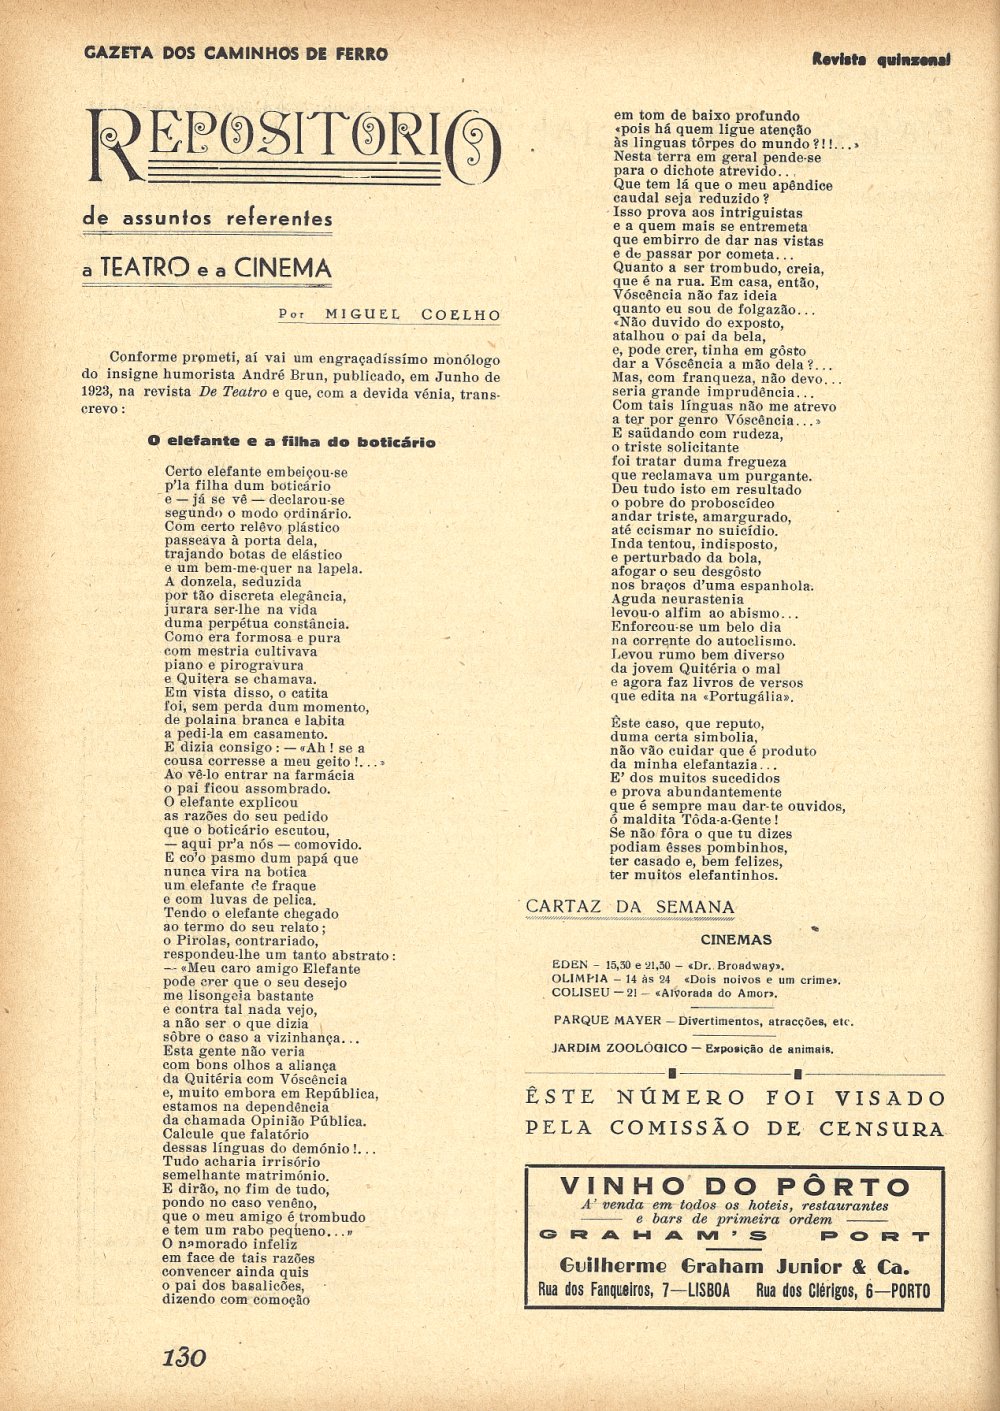 GAZETA DOS CAMINHOS DE FERRO
Revista quinzenal
REPOSITORIO
de assuntos referentes
a TEATRO e a CINEMA
Por MIGUEL COELHO
Conforme prometi, aí vai um engraçadíssimo monólogo
do insigne humorista André Brun, publicado, em Junho de
1923, na revista De Teatro e que, com a devida vénia, trans-
crevo:
O elefante e a filha do boticário
Certo elefante embeiçou-se
p'la filha dum boticário
e — já se vê — declarou-se
segundo o modo ordinário.
Com certo relêvo plástico
passeava à porta dela,
trajando botas de elástico
e um bem-me-quer na lapela.
A donzela, seduzida
por tão discreta elegância,
jurara ser-lhe na vida
duma perpétua constância.
Como era formosa e pura
com mestria cultivava
piano e pirogravura
e Quitera se chamava.
Em vista disso, o catita
foi, sem perda dum momento,
de polaina branca e labita
a pedi-la em casamento.
E dizia consigo: — «Ah! se a
cousa corresse a meu geito!...»
Ao vê-lo entrar na farmácia
o pai ficou assombrado.
O elefante explicou
as razões do seu pedido
que o boticário escutou,
— aqui pr'a nós — comovido.
E co'o pasmo dum papá que
nunca vira na botica
um elefante de fraque
e com luvas de pelica.
Tendo o elefante chegado
ao termo do seu relato;
o Pirolas, contrariado,
respondeu-lhe um tanto abstrato:
— «Meu caro amigo Elefante
pode crer que o seu desejo
me lisongeia bastante
e contra tal nada vejo,
a não ser o que dizia
sôbre o caso a vizinhança...
Esta gente não veria
com bons olhos a aliança
da Quitéria com Vóscência
e, muito embora em República,
estamos na dependência
da chamada Opinião Pública.
Calcule que falatório
dessas línguas do demónio!...
Tudo acharia irrisório
semelhante matrimónio.
E dirão, no fim de tudo,
pondo no caso venêno,
que o meu amigo é trombudo
e tem um rabo peqüeno...»
O namorado infeliz
em face de tais razões
convencer ainda quis
o pai dos basalicões,
dizendo com comoção
em tom de baixo profundo
«pois há quem ligue atenção
às linguas tôrpes do mundo?!!...»
Nesta terra em geral pende-se
para o dichote atrevido...
Que tem lá que o meu apêndice
caudal seja reduzido?
Isso prova aos intriguistas
e a quem mais se entremeta
que embirro de dar nas vistas
e de passar por cometa...
Quanto a ser trombudo, creia,
que é na rua. Em casa, então,
Vóscência não faz ideia
quanto eu sou de folgazão...
«Não duvido do exposto,
atalhou o pai da bela,
e, pode crer, tinha em gôsto
dar a Vóscência a mão dela?...
Mas, com franqueza, não devo...
seria grande imprudência...
Com tais línguas não me atrevo
a ter por genro Vóscência...»
E saüdando com rudeza,
o triste solicitante
foi tratar duma fregueza
que reclamava um purgante.
Deu tudo isto em resultado
o pobre do proboscídeo
andar triste, amargurado,
até ccismar no suicídio.
Inda tentou, indisposto,
e perturbado da bola,
afogar o seu desgôsto
nos braços d'uma espanhola.
Aguda neurastenia
levou-o alfim ao abismo...
Enforcou-se um belo dia
na corrente do autoclismo.
Levou rumo bem diverso
da jovem Quitéria o mal
e agora faz livros de versos
que edita na «Portugália».
Êste caso, que reputo,
duma certa simbolia,
não vão cuidar que é produto
da minha elefantazia...
E' dos muitos sucedidos
e prova abundantemente
que é sempre mau dar-te ouvidos,
ó maldita Tôda-a-Gente!
Se não fôra o que tu dizes
podiam êsses pombinhos,
ter casado e, bem felizes,
ter muitos elefantinhos.
CARTAZ DA SEMANA
CINEMAS
EDEN – 15,30 e 21,30 – «Dr. Broadway».
OLIMPIA – 14 às 24 «Dois noivos e um crime».
COLISEU — 21 – «Alvorada do Amor».
PARQUE MAYER – Divertimentos, atracções, etc.
JARDIM ZOOLÓGICO — Exposição de animais.
ÊSTE NÚMERO FOI VISADO
PELA COMISSÃO DE CENSURA
VINHO DO PÔRTO
A' venda em todos os hoteis, restaurantes
e bars de primeira ordem
GRAHAM'S PORT
Guilherme Graham Junior & Ca.
Rua dos Fanqueiros, 7—LISBOA Rua dos Clérigos, 6—PORTO
130